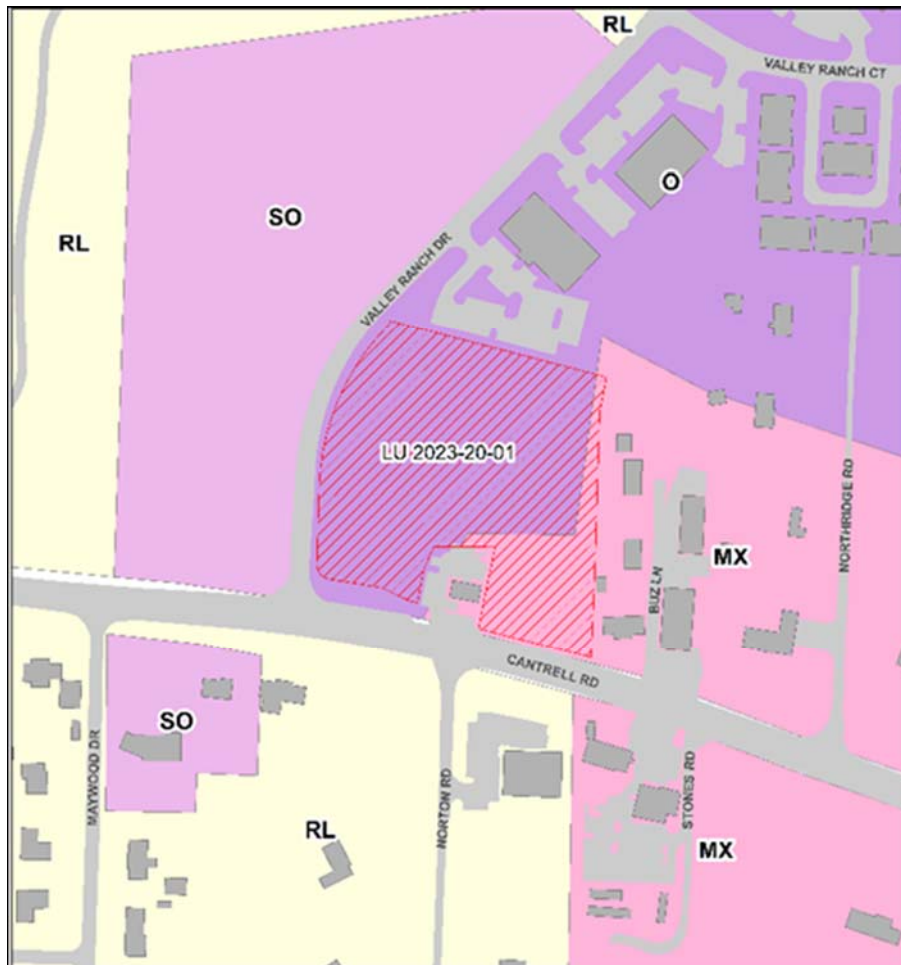 RL
VALLEY RANCH CT
O
SO
RL
VALLEY RANCH DR
LU 2023-20-01
NORTHRIDGE RD
MX
BUZ LN
CANTRELL RD
SO
MAYWOOD DR
NORTON RD
STONES RD
RL
MX